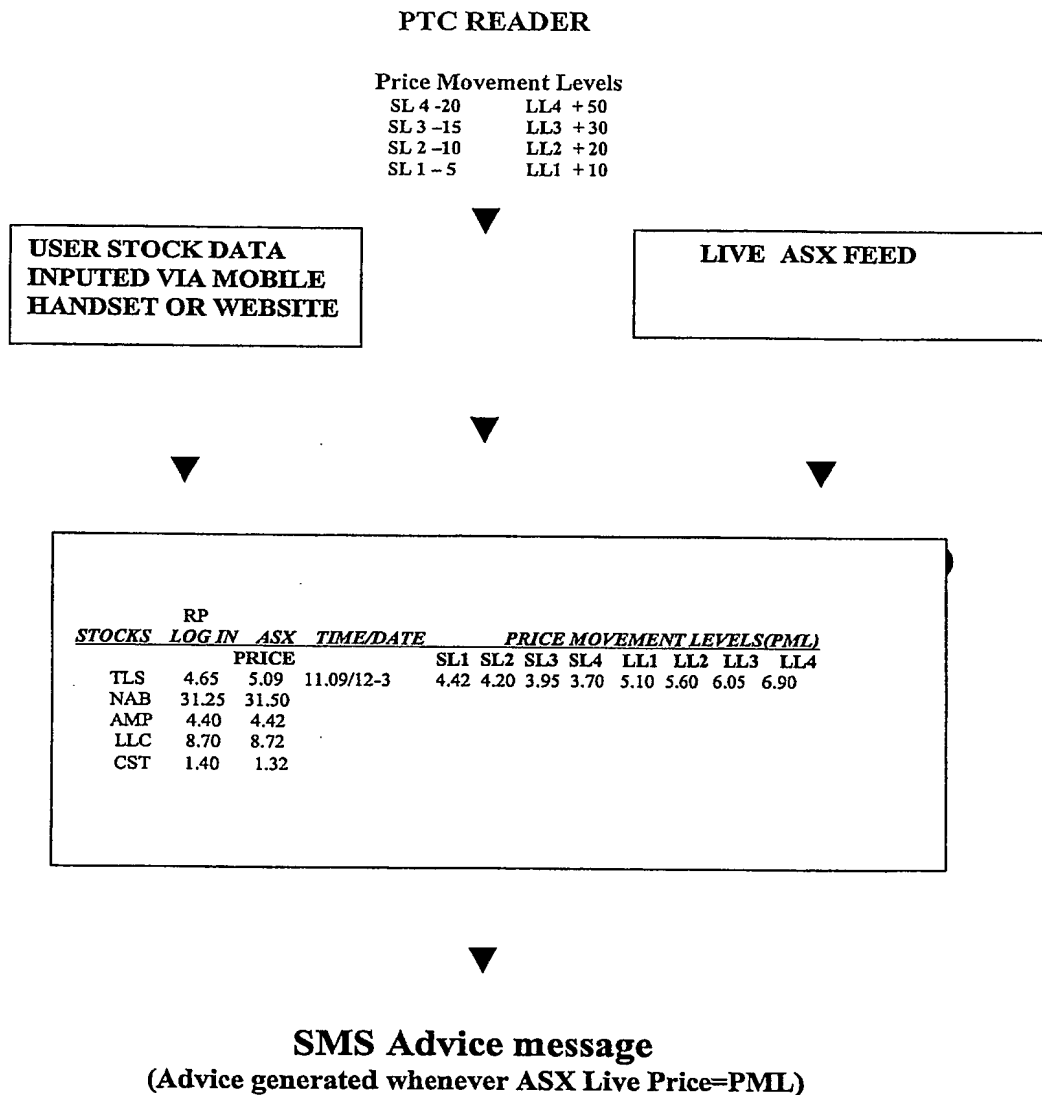 PTC READER
Price Movement Levels
SL 4 -20 LL4 +50
SL 3 –15 LL3 +30
SL 2 –10 LL2 +20
SL 1 – 5 LL1 +10
USER STOCK DATA
INPUTED VIA MOBILE
HANDSET OR WEBSITE
LIVE ASX FEED
RP
STOCKS LOG IN ASX TIME/DATE PRICE MOVEMENT LEVELS(PML)
PRICE SL1 SL2 SL3 SL4 LL1 LL2 LL3 LL4
TLS 4.65 5.09 11.09/12-3 4.42 4.20 3.95 3.70 5.10 5.60 6.05 6.90
NAB 31.25 31.50
AMP 4.40 4.42
LLC 8.70 8.72
CST 1.40 1.32
SMS Advice message
(Advice generated whenever ASX Live Price=PML)